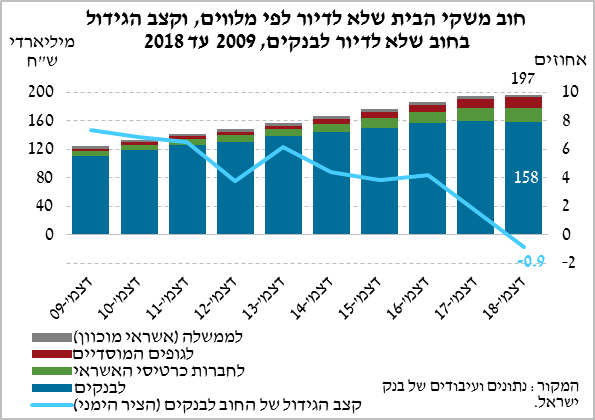 חוב משקי הבית שלא לדיור לפי מלווים, וקצב הגידול
בחוב שלא לדיור לבנקים, 2009 עד 2018
אחוזים
מיליארדי
ש"ח
197
10
8
6
4
2
0
-2
200
160
120
80
40
0
158
-0.9
דצמ׳-09
דצמ׳-10
דצמ׳-11
דצמ׳-12
דצמ׳-13
דצמ׳-14
דצמ׳-15
דצמ׳-16
דצמ׳-17
דצמ׳-18
לממשלה (אשראי מוכוון)
לגופים המוסדיים
לחברות כרטיסי האשראי
לבנקים
קצב הגידול של החוב לבנקים (הציר הימני)
המקור: נתונים ועיבודים של בנק
ישראל.